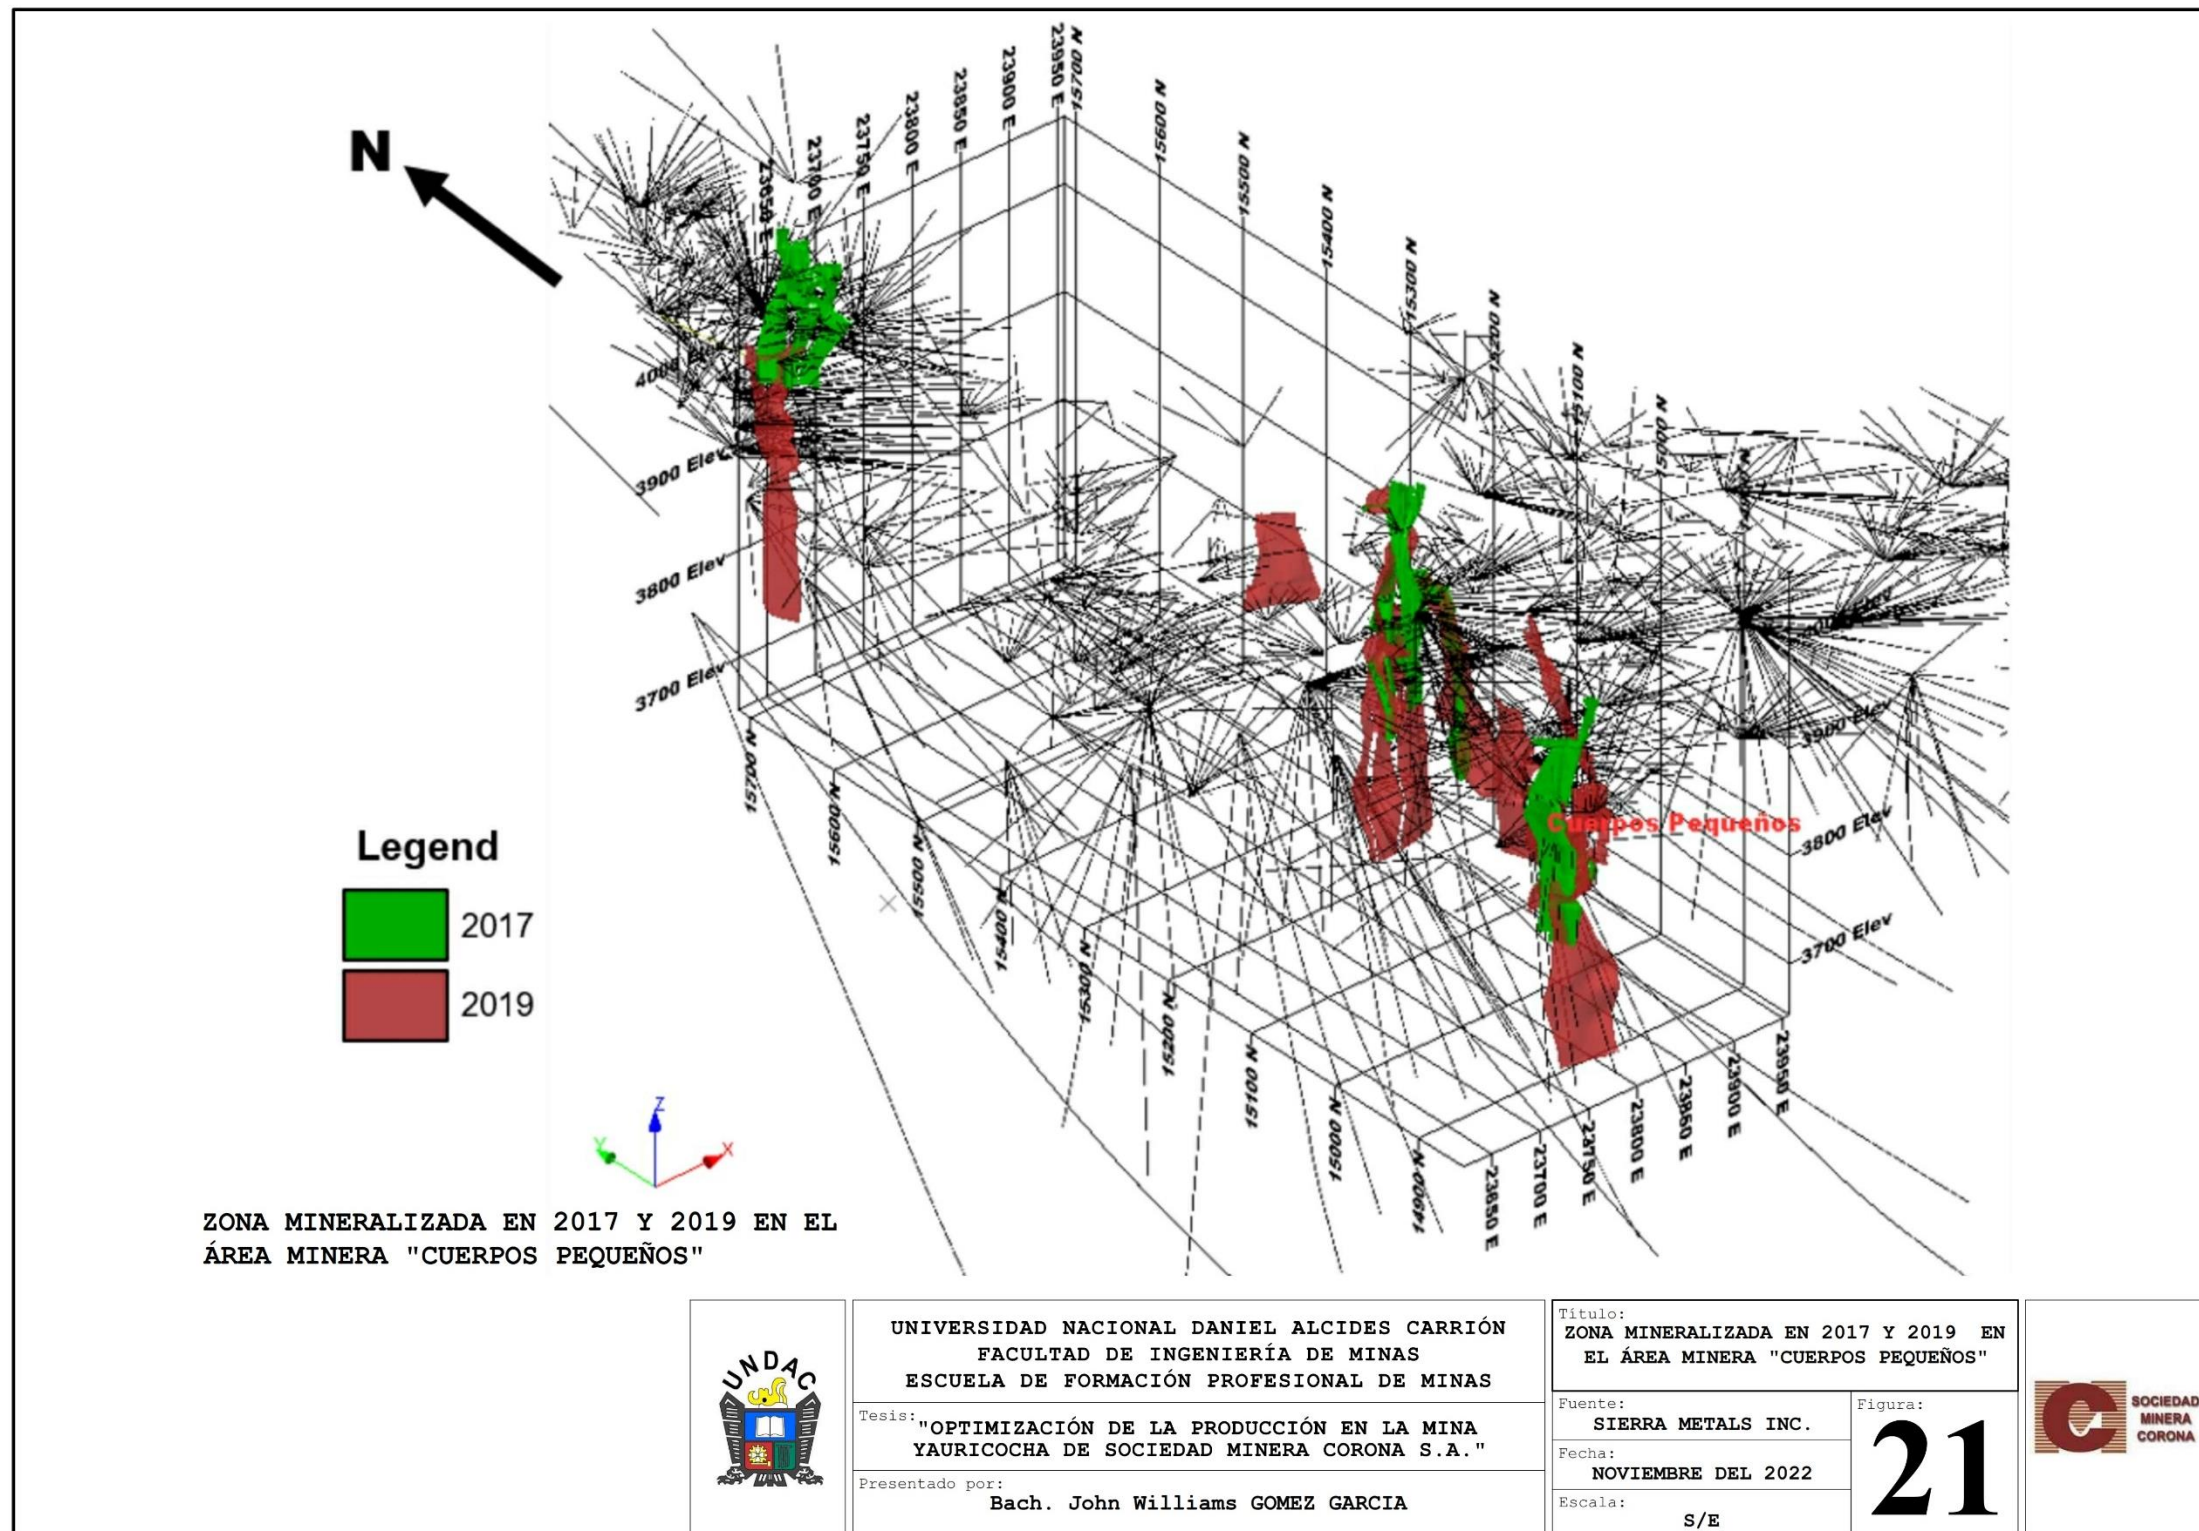 23950 E
15700 N
23900 E
23850 E
23800 E
23750 E
23700 E
23650 E
15600 N
15500 N
15400 N
15300 N
15200 N
15100 N
15000 N
N
3900 Elev
3800 Elev
3700 Elev
3900 Elev
3800 Elev
3700 Elev
Cuerpos Pequeños
15700 N
15600 N
15500 N
15400 N
15300 N
15200 N
15100 N
15000 N
14900 N
23650 E
23700 E
23750 E
23800 E
23850 E
23900 E
23950 E
Legend
2017
2019
Z
Y
X
ZONA MINERALIZADA EN 2017 Y 2019 EN EL
ÁREA MINERA "CUERPOS PEQUEÑOS"
UNDAC
UNIVERSIDAD NACIONAL DANIEL ALCIDES CARRIÓN
FACULTAD DE INGENIERÍA DE MINAS
ESCUELA DE FORMACIÓN PROFESIONAL DE MINAS
Tesis: "OPTIMIZACIÓN DE LA PRODUCCIÓN EN LA MINA
YAURICOCHA DE SOCIEDAD MINERA CORONA S.A."
Presentado por:
Bach. John Williams GOMEZ GARCIA
Título:
ZONA MINERALIZADA EN 2017 Y 2019 EN
EL ÁREA MINERA "CUERPOS PEQUEÑOS"
Fuente:
SIERRA METALS INC.
Fecha:
NOVIEMBRE DEL 2022
Escala:
S/E
Figura:
21
SOCIEDAD
MINERA
CORONA